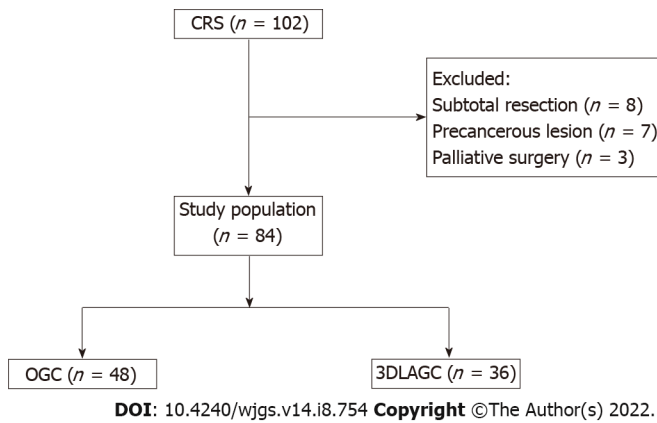 CRS (n = 102)
Excluded:
Subtotal resection (n = 8)
Precancerous lesion (n = 7)
Palliative surgery (n = 3)
Study population
(n = 84)
OGC (n = 48)
3DLAGC (n = 36)
DOI: 10.4240/wjgs.v14.i8.754 Copyright ©The Author(s) 2022.